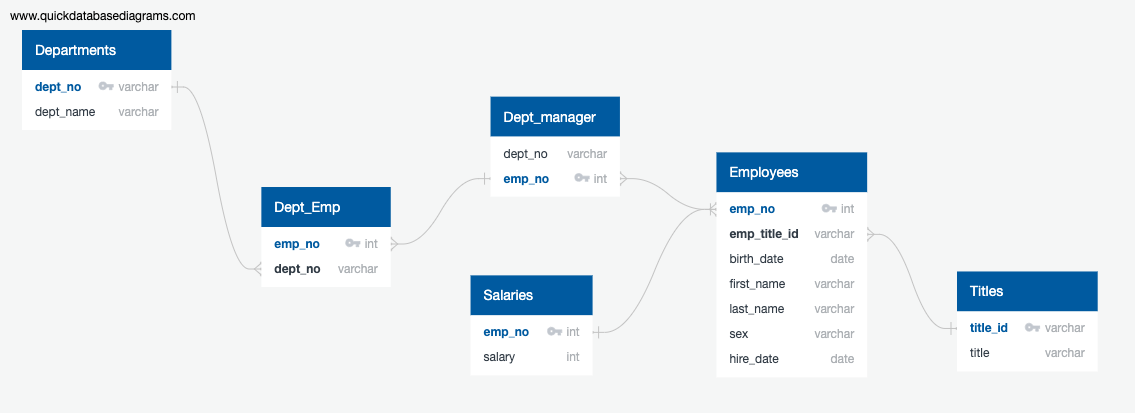 www.quickdatabasediagrams.com
Departments
dept_no varchar
dept_name varchar
Dept_Emp
emp_no int
dept_no varchar
Dept_manager
dept_no varchar
emp_no int
Salaries
emp_no int
salary int
Employees
emp_no int
emp_title_id varchar
birth_date date
first_name varchar
last_name varchar
sex varchar
hire_date date
Titles
title_id varchar
title varchar